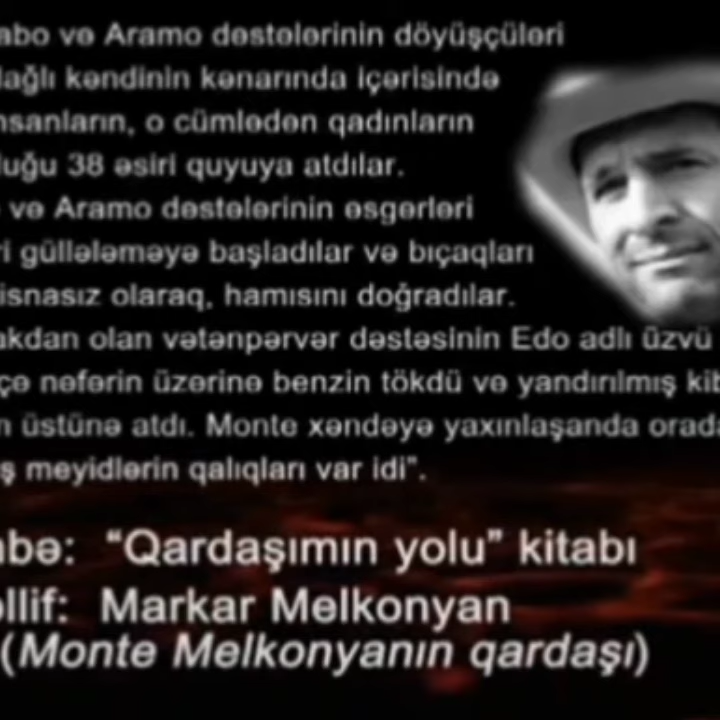 abo və Aramo dəstələrinin döyüşçüləri
lağlı kəndinin kənarında içərisində
nsanların, o cümlədən qadınların
luğu 38 əsiri quyuya atdılar.
və Aramo dəstələrinin əsgərləri
ri güllələməyə başladılar və bıçaqları
isnasız olaraq, hamısını doğradılar.
akdan olan vətənpərvər dəstəsinin Edo adlı üzvü
çə nəfərin üzərinə benzin tökdü və yandırılmış kib
n üstünə atdı. Monte xəndəyə yaxınlaşanda orada
ş meyidlərin qalıqları var idi”.
nbə: “Qardaşımın yolu” kitabı
llif: Markar Melkonyan
(Monte Melkonyanın qardaşı)